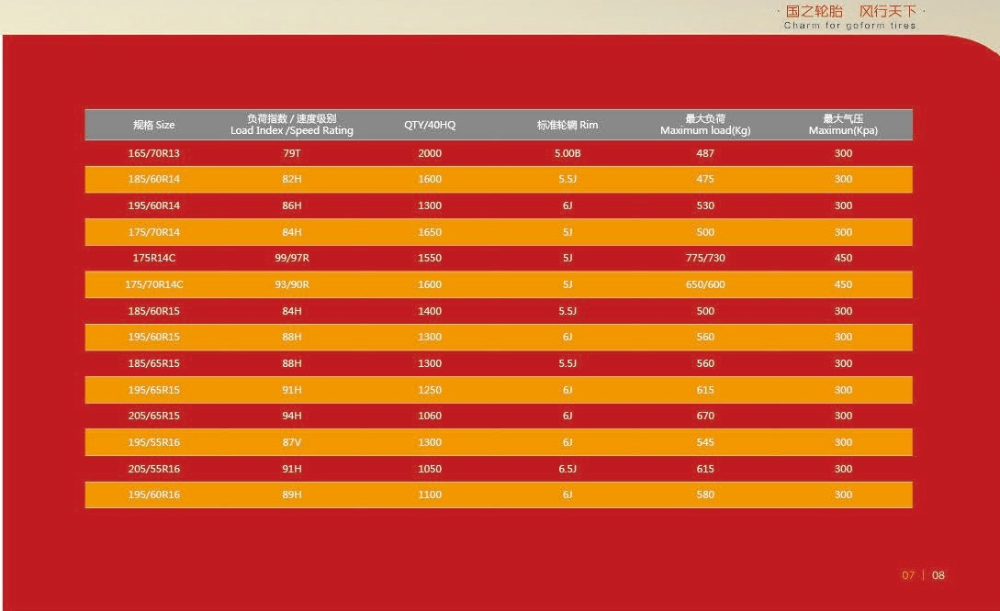 · 国之轮胎 风行天下 ·
Charm for goform tires
规格 Size 负荷指数 / 速度级别 Load Index /Speed Rating QTY/40HQ 标准轮辋 Rim 最大负荷 Maximum load(Kg) 最大气压 Maximun(Kpa)
165/70R13 79T 2000 5.00B 487 300
185/60R14 82H 1600 5.5J 475 300
195/60R14 86H 1300 6J 530 300
175/70R14 84H 1650 5J 500 300
175R14C 99/97R 1550 5J 775/730 450
175/70R14C 93/90R 1600 5J 650/600 450
185/60R15 84H 1400 5.5J 500 300
195/60R15 88H 1300 6J 560 300
185/65R15 88H 1300 5.5J 560 300
195/65R15 91H 1250 6J 615 300
205/65R15 94H 1060 6J 670 300
195/55R16 87V 1300 6J 545 300
205/55R16 91H 1050 6.5J 615 300
195/60R16 89H 1100 6J 580 300
07 | 08